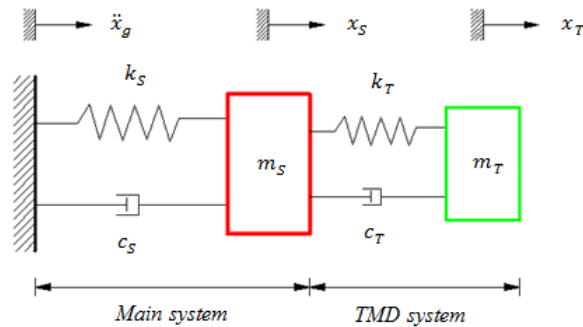 ẍ_g x_S x_T
k_S k_T
m_S m_T
c_S c_T
Main system TMD system